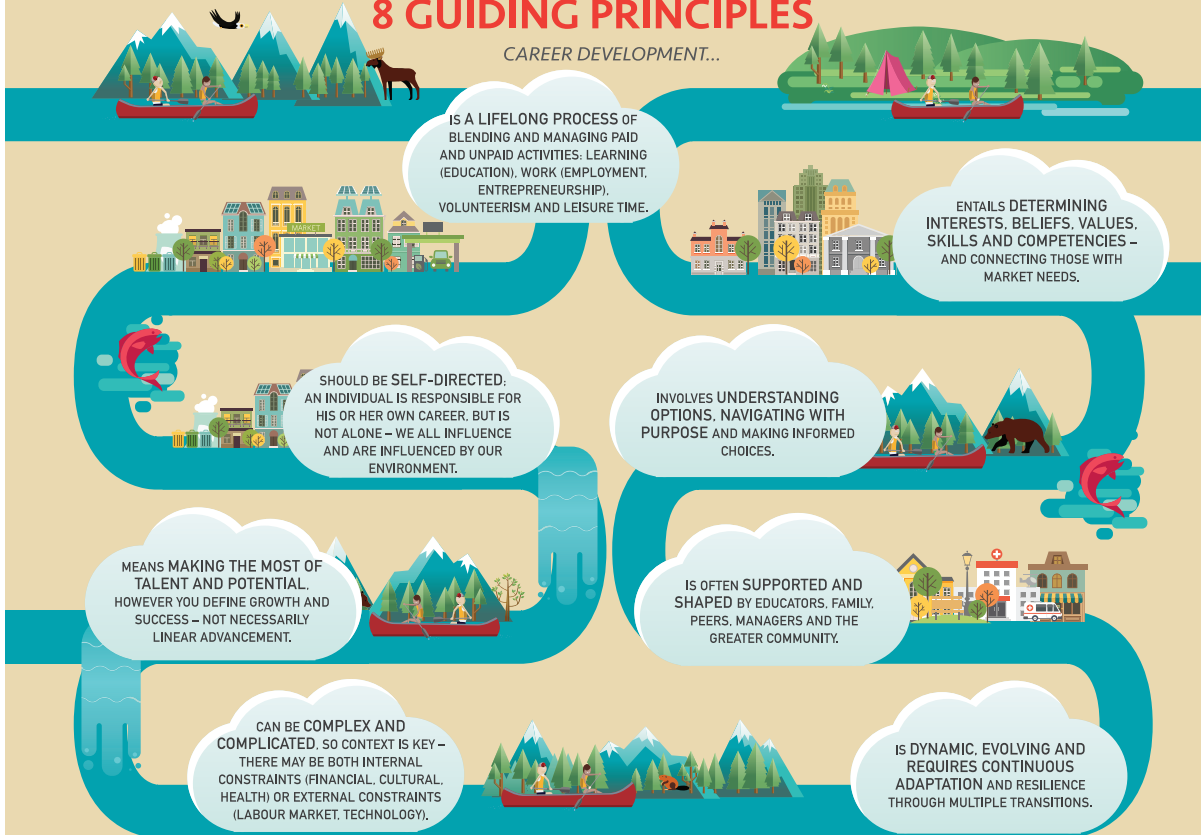 8 GUIDING PRINCIPLES
CAREER DEVELOPMENT...
IS A LIFELONG PROCESS OF
BLENDING AND MANAGING PAID
AND UNPAID ACTIVITIES: LEARNING
(EDUCATION), WORK (EMPLOYMENT,
ENTREPRENEURSHIP),
VOLUNTEERISM AND LEISURE TIME.
MARKET
ENTAILS DETERMINING
INTERESTS, BELIEFS, VALUES,
SKILLS AND COMPETENCIES –
AND CONNECTING THOSE WITH
MARKET NEEDS.
SHOULD BE SELF-DIRECTED;
AN INDIVIDUAL IS RESPONSIBLE FOR
HIS OR HER OWN CAREER, BUT IS
NOT ALONE – WE ALL INFLUENCE
AND ARE INFLUENCED BY OUR
ENVIRONMENT.
INVOLVES UNDERSTANDING
OPTIONS, NAVIGATING WITH
PURPOSE AND MAKING INFORMED
CHOICES.
MEANS MAKING THE MOST OF
TALENT AND POTENTIAL,
HOWEVER YOU DEFINE GROWTH AND
SUCCESS – NOT NECESSARILY
LINEAR ADVANCEMENT.
IS OFTEN SUPPORTED AND
SHAPED BY EDUCATORS, FAMILY,
PEERS, MANAGERS AND THE
GREATER COMMUNITY.
CAN BE COMPLEX AND
COMPLICATED, SO CONTEXT IS KEY –
THERE MAY BE BOTH INTERNAL
CONSTRAINTS (FINANCIAL, CULTURAL,
HEALTH) OR EXTERNAL CONSTRAINTS
(LABOUR MARKET, TECHNOLOGY).
IS DYNAMIC, EVOLVING AND
REQUIRES CONTINUOUS
ADAPTATION AND RESILIENCE
THROUGH MULTIPLE TRANSITIONS.